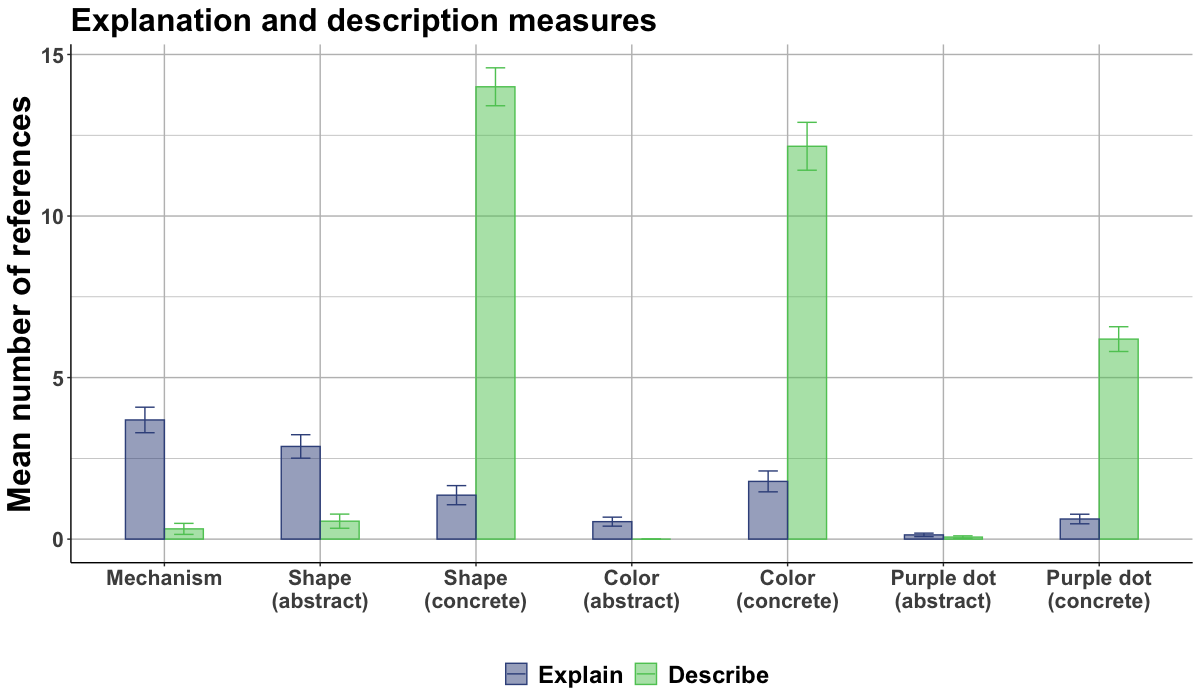 Explanation and description measures
Mean number of references
15
10
5
0
Mechanism
Shape
(abstract)
Shape
(concrete)
Color
(abstract)
Color
(concrete)
Purple dot
(abstract)
Purple dot
(concrete)
Explain
Describe